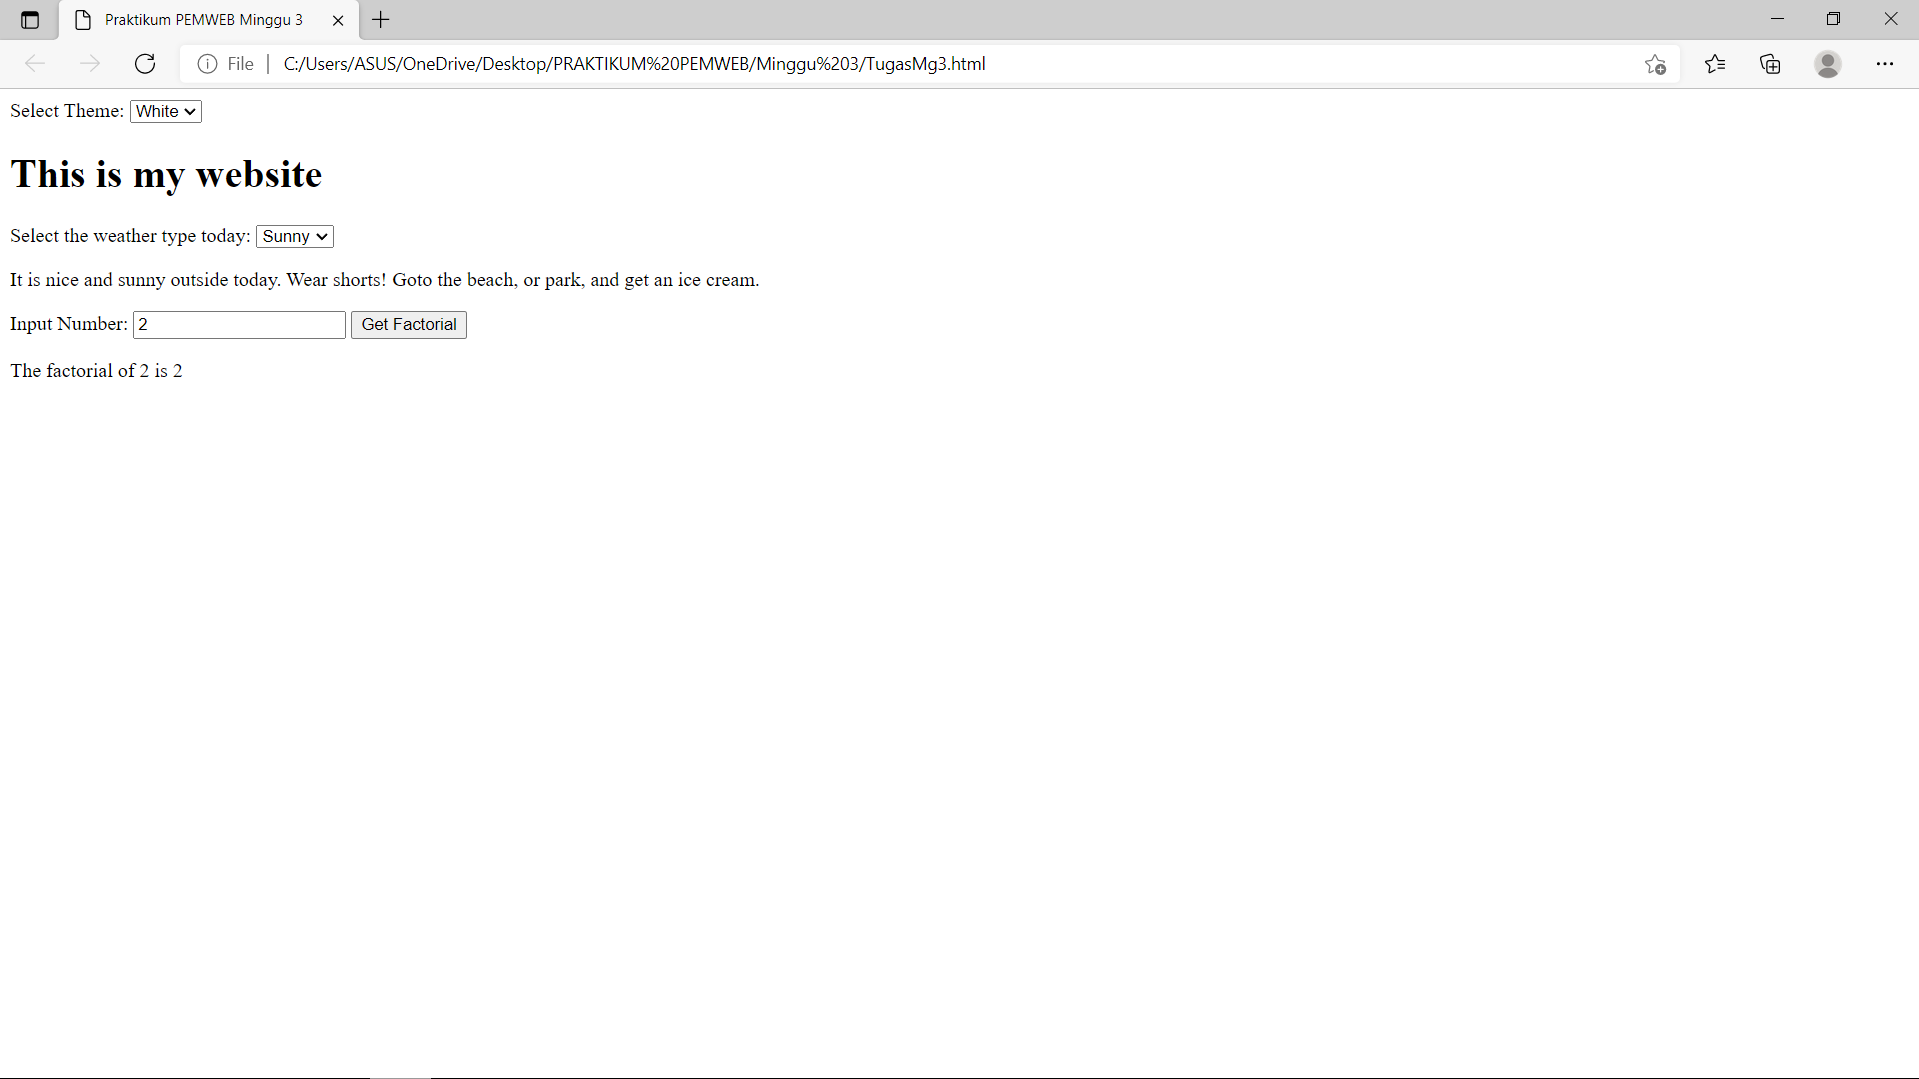 Praktikum PEMWEB Minggu 3
File | C:/Users/ASUS/OneDrive/Desktop/PRAKTIKUM%20PEMWEB/Minggu%203/TugasMg3.html
Select Theme: White
This is my website
Select the weather type today: Sunny
It is nice and sunny outside today. Wear shorts! Goto the beach, or park, and get an ice cream.
Input Number: 2 Get Factorial
The factorial of 2 is 2